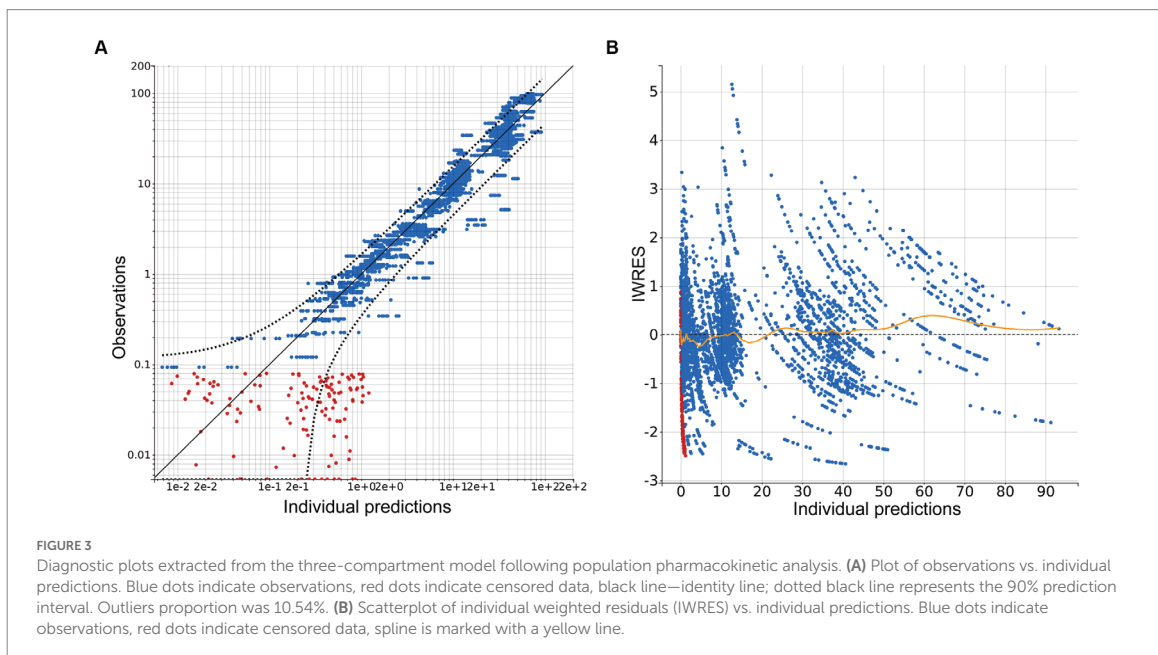 A
B
200
100
10
1
0.1
0.01
Observations
1e-2 2e-2
1e-1 2e-1
1e+02e+0
1e+12e+1
1e+22e+2
Individual predictions
5
4
3
2
1
0
-1
-2
-3
IWRES
0 10 20 30 40 50 60 70 80 90
Individual predictions
FIGURE 3
Diagnostic plots extracted from the three-compartment model following population pharmacokinetic analysis. (A) Plot of observations vs. individual
predictions. Blue dots indicate observations, red dots indicate censored data, black line—identity line; dotted black line represents the 90% prediction
interval. Outliers proportion was 10.54%. (B) Scatterplot of individual weighted residuals (IWRES) vs. individual predictions. Blue dots indicate
observations, red dots indicate censored data, spline is marked with a yellow line.